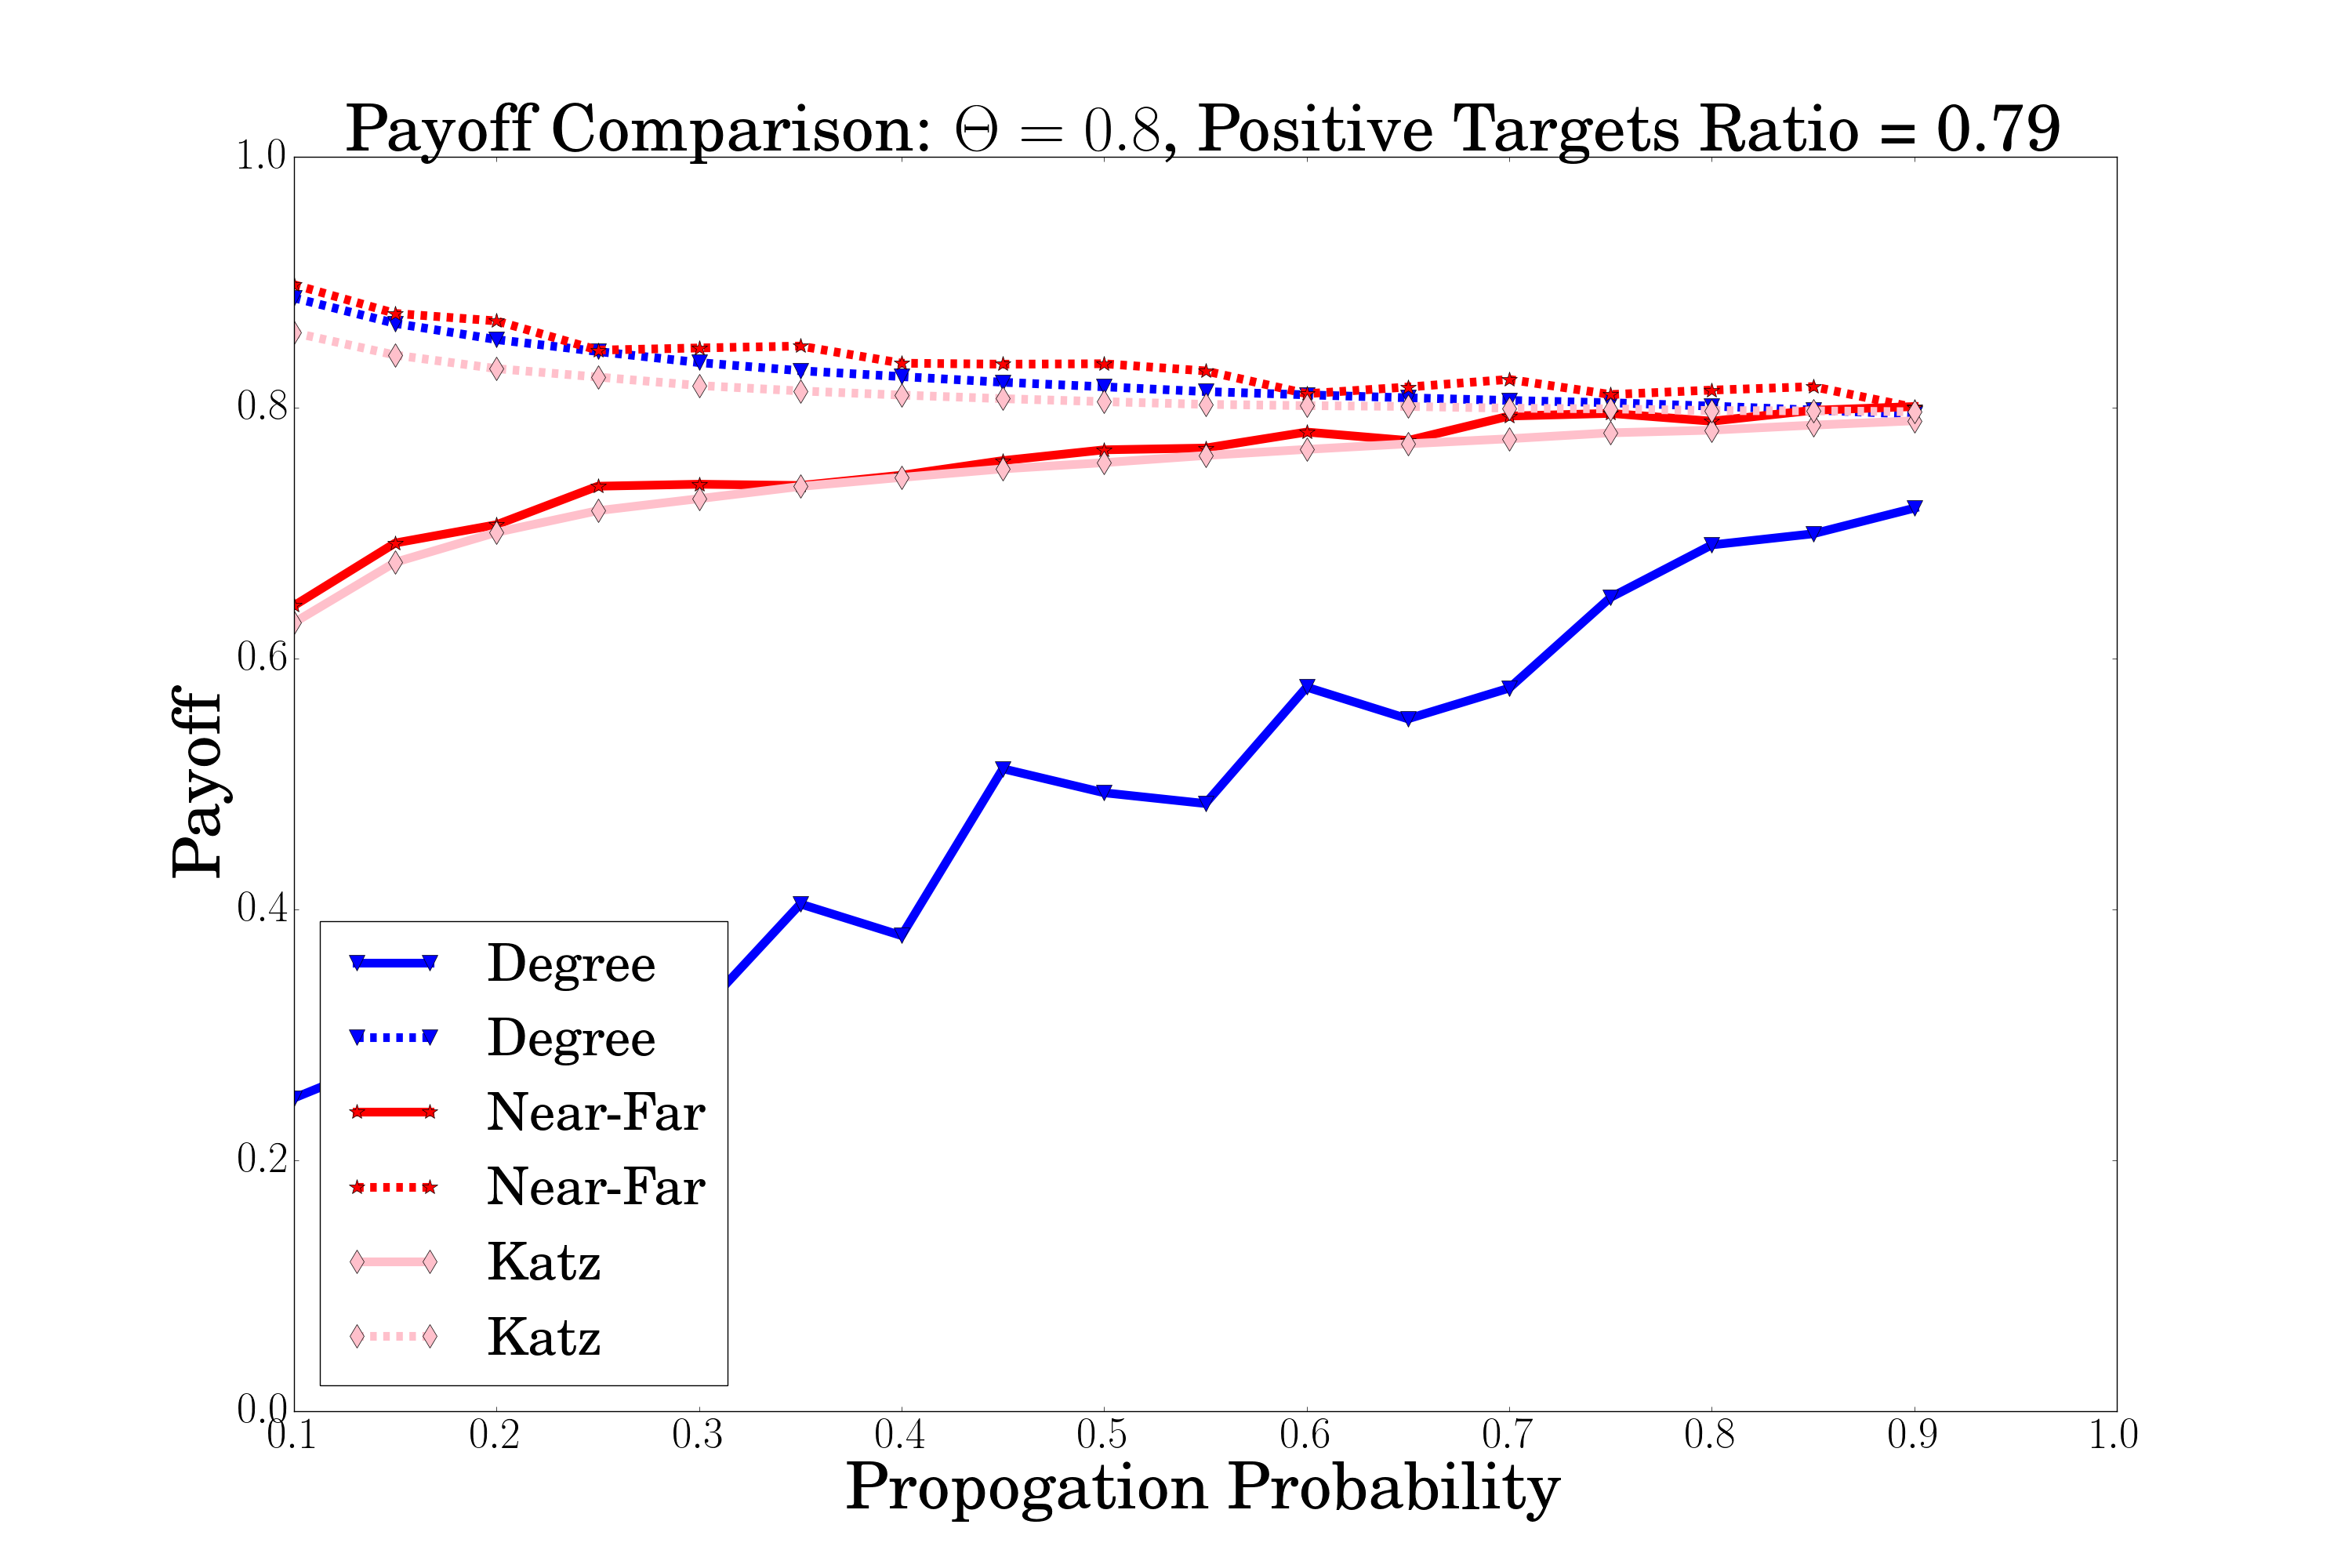 Payoff Comparison: Θ = 0.8, Positive Targets Ratio = 0.79
1.0
0.8
0.6
0.4
0.2
0.0
Payoff
Degree
Degree
Near-Far
Near-Far
Katz
Katz
0.1 0.2 0.3 0.4 0.5 0.6 0.7 0.8 0.9 1.0
Propogation Probability